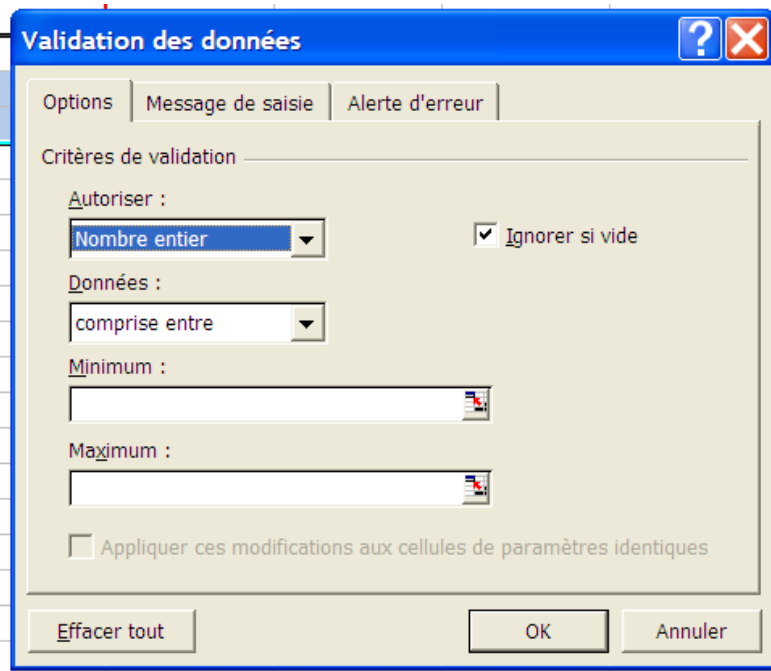 Validation des données
Options Message de saisie Alerte d'erreur
Critères de validation
Autoriser :
Nombre entier
Ignorer si vide
Données :
comprise entre
Minimum :
Maximum :
Appliquer ces modifications aux cellules de paramètres identiques
Effacer tout OK Annuler